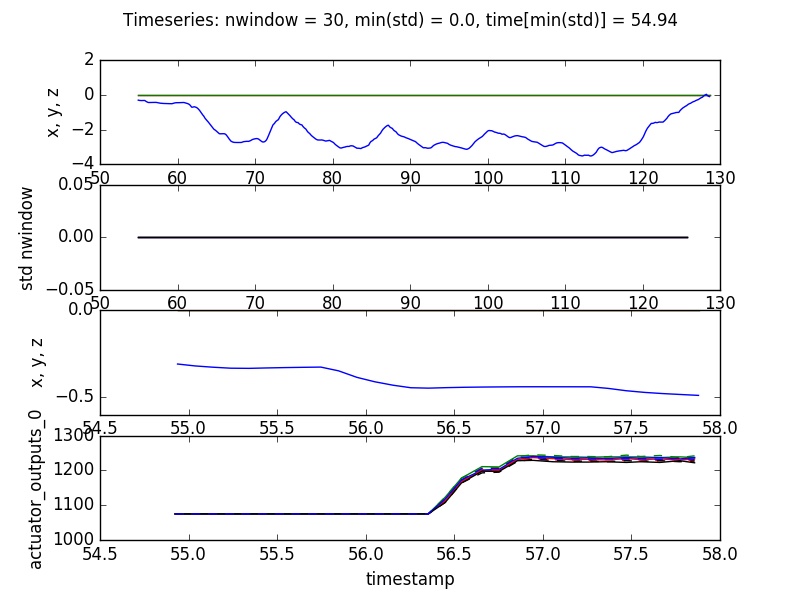 Timeseries: nwindow = 30, min(std) = 0.0, time[min(std)] = 54.94
x, y, z
2
0
−2
−4
50 60 70 80 90 100 110 120 130
std nwindow
0.05
0.00
−0.05
50 60 70 80 90 100 110 120 130
x, y, z
0.0
−0.5
54.5 55.0 55.5 56.0 56.5 57.0 57.5 58.0
actuator_outputs_0
1300
1200
1100
1000
54.5 55.0 55.5 56.0 56.5 57.0 57.5 58.0
timestamp